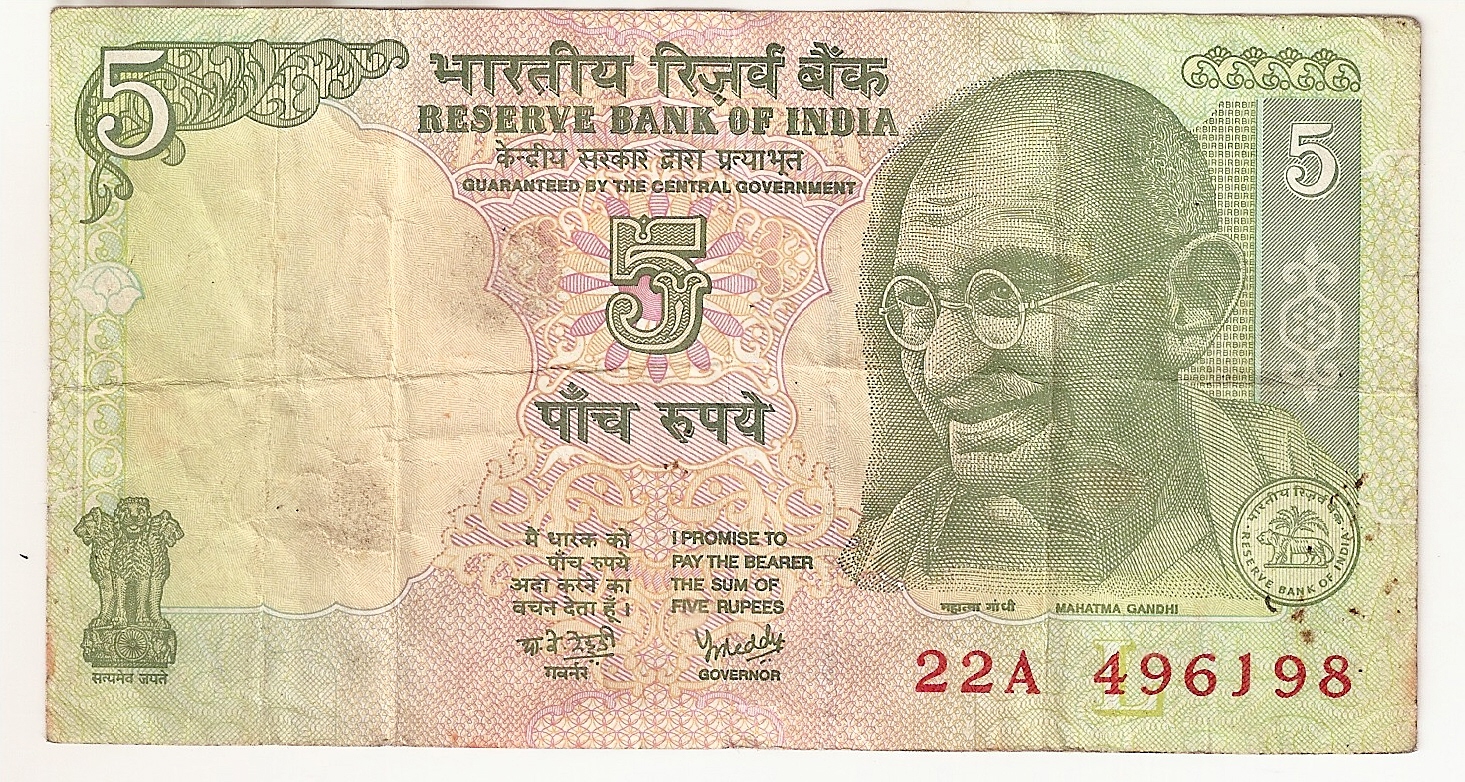 5
भारतीय रिज़र्व बैंक
RESERVE BANK OF INDIA
केन्द्रीय सरकार द्वारा प्रत्याभूत
GUARANTEED BY THE CENTRAL GOVERNMENT
5
5
पाँच रुपये
मैं धारक को
पाँच रुपये
अदा करने का
वचन देता हूँ।
I PROMISE TO
PAY THE BEARER
THE SUM OF
FIVE RUPEES
गवर्नर
GOVERNOR
सत्यमेव जयते
महात्मा गांधी
MAHATMA GANDHI
भारतीय रिज़र्व बैंक
RESERVE BANK OF INDIA
L
22A 496198